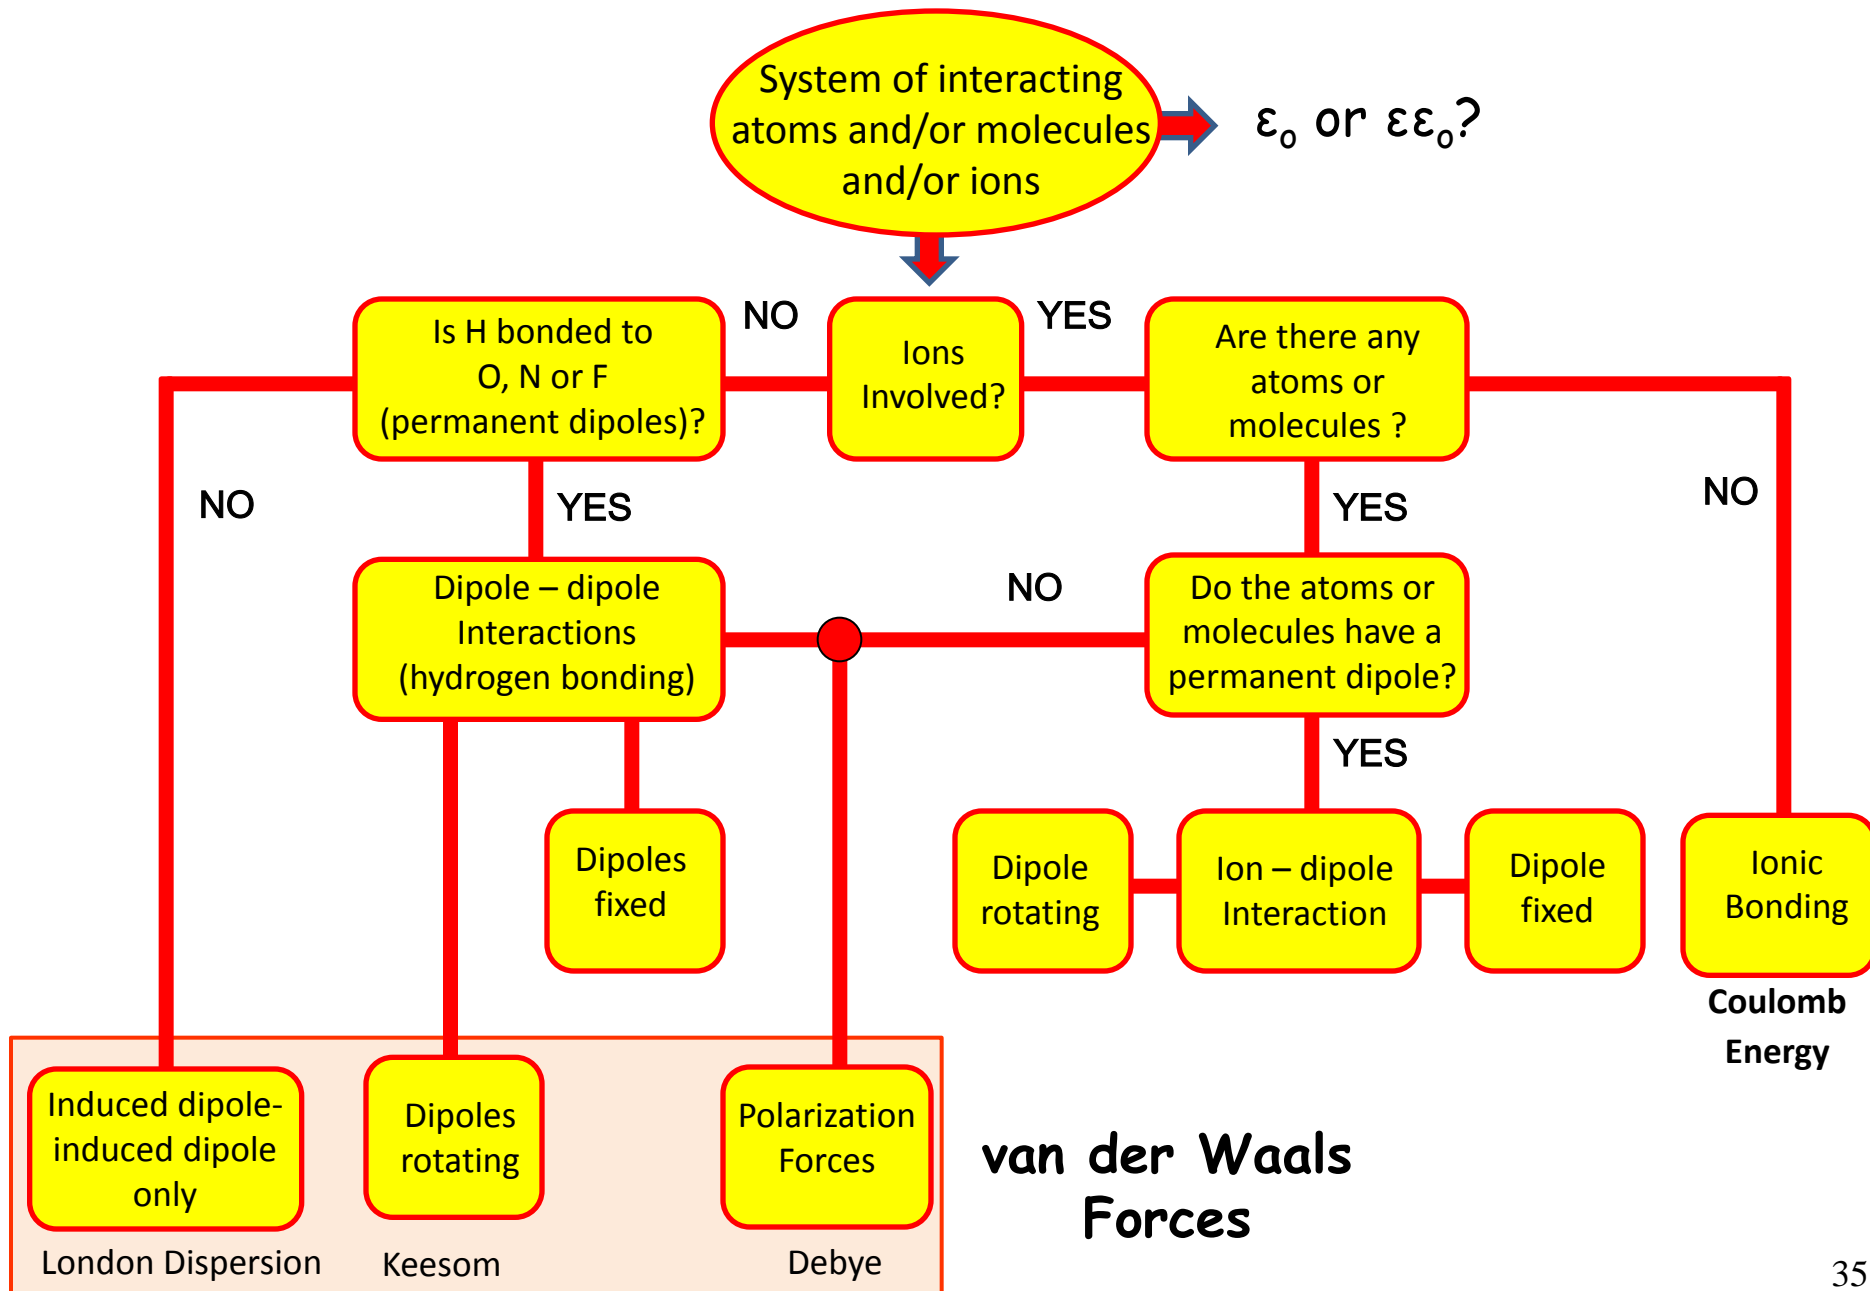 System of interacting
atoms and/or molecules
and/or ions
εₒ or εεₒ?
Is H bonded to
O, N or F
(permanent dipoles)?
NO
Ions
Involved?
YES
Are there any
atoms or
molecules ?
NO
YES
YES
NO
Dipole – dipole
Interactions
(hydrogen bonding)
NO
Do the atoms or
molecules have a
permanent dipole?
YES
Dipoles
fixed
Dipole
rotating
Ion – dipole
Interaction
Dipole
fixed
Ionic
Bonding
Coulomb
Energy
Induced dipole-
induced dipole
only
Dipoles
rotating
Polarization
Forces
van der Waals
Forces
London Dispersion
Keesom
Debye
35